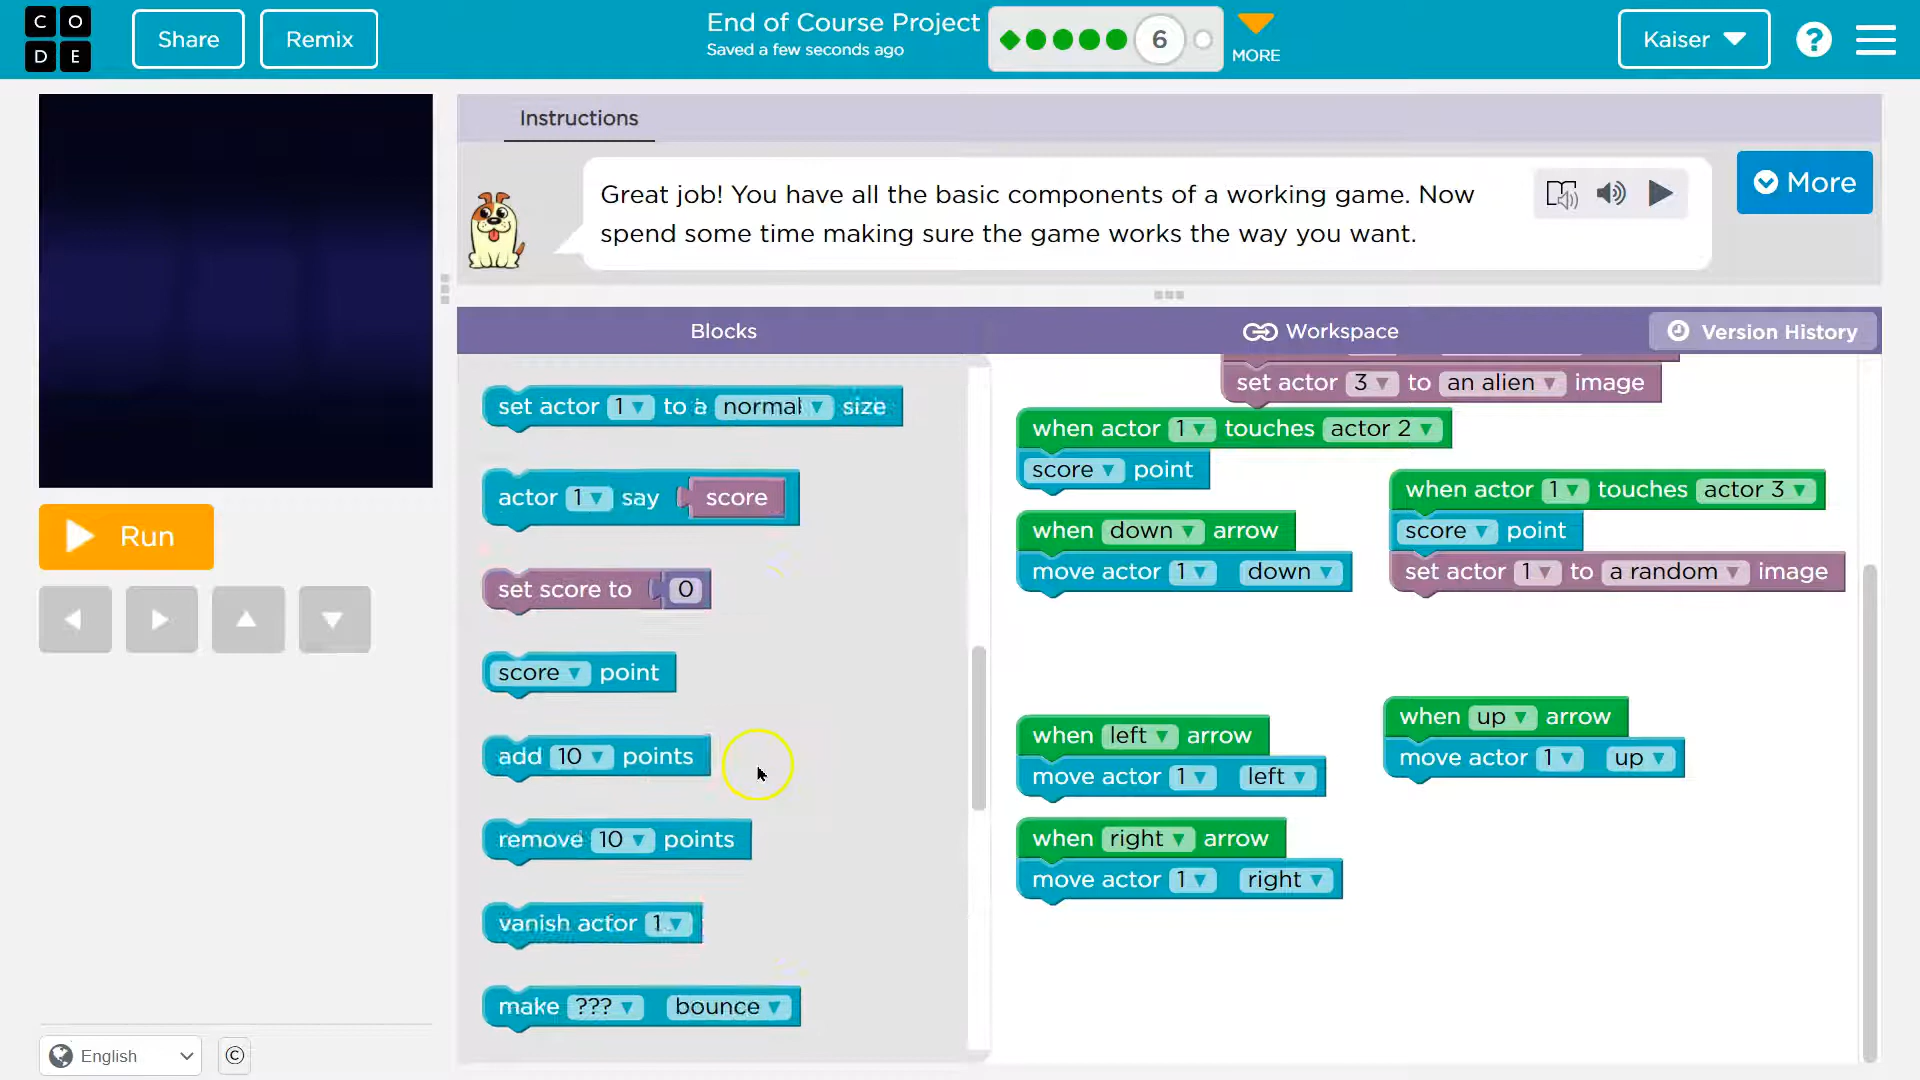 C O
D E
Share
Remix
End of Course Project
Saved a few seconds ago
6
MORE
Kaiser
?
Instructions
Great job! You have all the basic components of a working game. Now
spend some time making sure the game works the way you want.
More
Run
Blocks
Workspace
Version History
set actor 1 to a normal size
actor 1 say score
set score to 0
score point
add 10 points
remove 10 points
vanish actor 1
make ??? bounce
set actor 3 to an alien image
when actor 1 touches actor 2
score point
when actor 1 touches actor 3
score point
set actor 1 to a random image
when down arrow
move actor 1 down
when left arrow
move actor 1 left
when up arrow
move actor 1 up
when right arrow
move actor 1 right
English
©